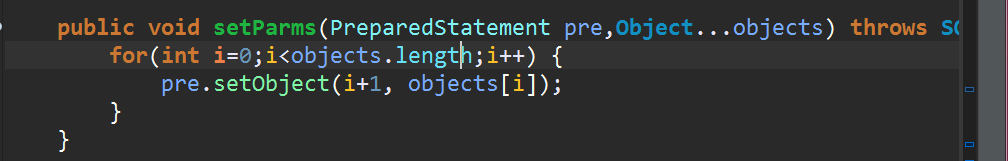 public void setParms(PreparedStatement pre,Object...objects) throws
for(int i=0;i<objects.length;i++) {
pre.setObject(i+1, objects[i]);
}
}